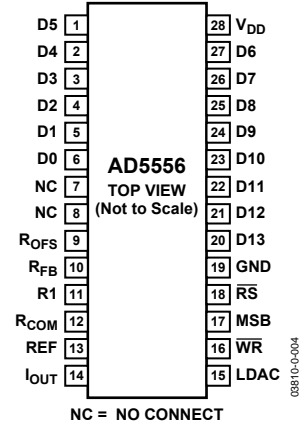 D5 1 28 VDD
D4 2 27 D6
D3 3 26 D7
D2 4 25 D8
D1 5 24 D9
D0 6 23 D10
NC 7 22 D11
NC 8 21 D12
ROFS 9 20 D13
RFB 10 19 GND
R1 11 18 RS
RCOM 12 17 MSB
REF 13 16 WR
IOUT 14 15 LDAC
AD5556
TOP VIEW
(Not to Scale)
NC = NO CONNECT
03810-0-004